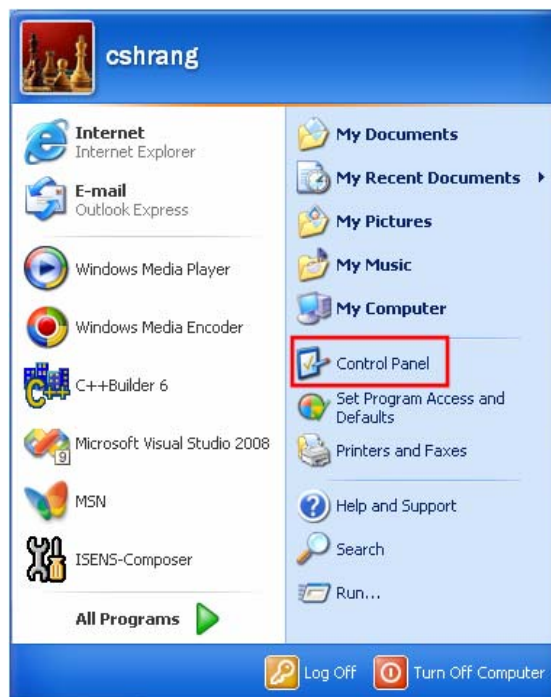 cshrang
Internet
Internet Explorer
E-mail
Outlook Express
Windows Media Player
Windows Media Encoder
C++Builder 6
Microsoft Visual Studio 2008
9
MSN
ISENS-Composer
All Programs
My Documents
My Recent Documents
My Pictures
My Music
My Computer
Control Panel
Set Program Access and
Defaults
Printers and Faxes
Help and Support
Search
Run...
Log Off
Turn Off Computer